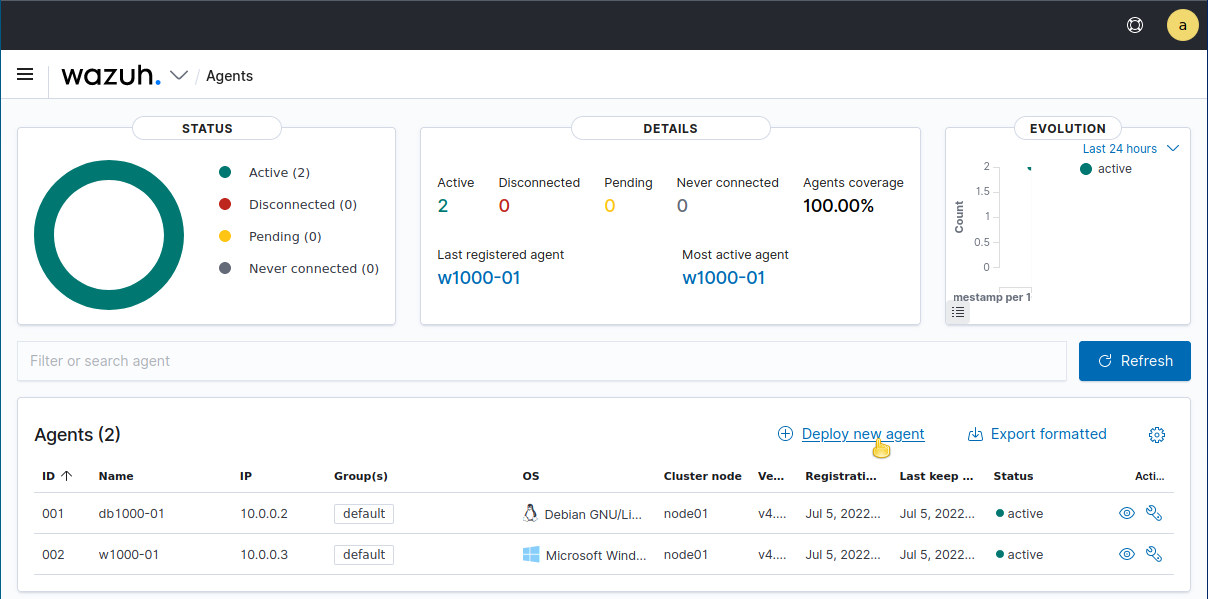 a
wazuh. / Agents
STATUS
Active (2)
Disconnected (0)
Pending (0)
Never connected (0)
DETAILS
Active Disconnected Pending Never connected Agents coverage
2 0 0 0 100.00%
Last registered agent Most active agent
w1000-01 w1000-01
EVOLUTION
Last 24 hours
active
2
1.5
1
0.5
0
Count
mestamp per 1
Filter or search agent
Refresh
Agents (2) Deploy new agent Export formatted
ID Name IP Group(s) OS Cluster node Ve... Registrati... Last keep ... Status Acti...
001 db1000-01 10.0.0.2 default Debian GNU/Li... node01 v4.... Jul 5, 2022... Jul 5, 2022... active
002 w1000-01 10.0.0.3 default Microsoft Wind... node01 v4.... Jul 5, 2022... Jul 5, 2022... active